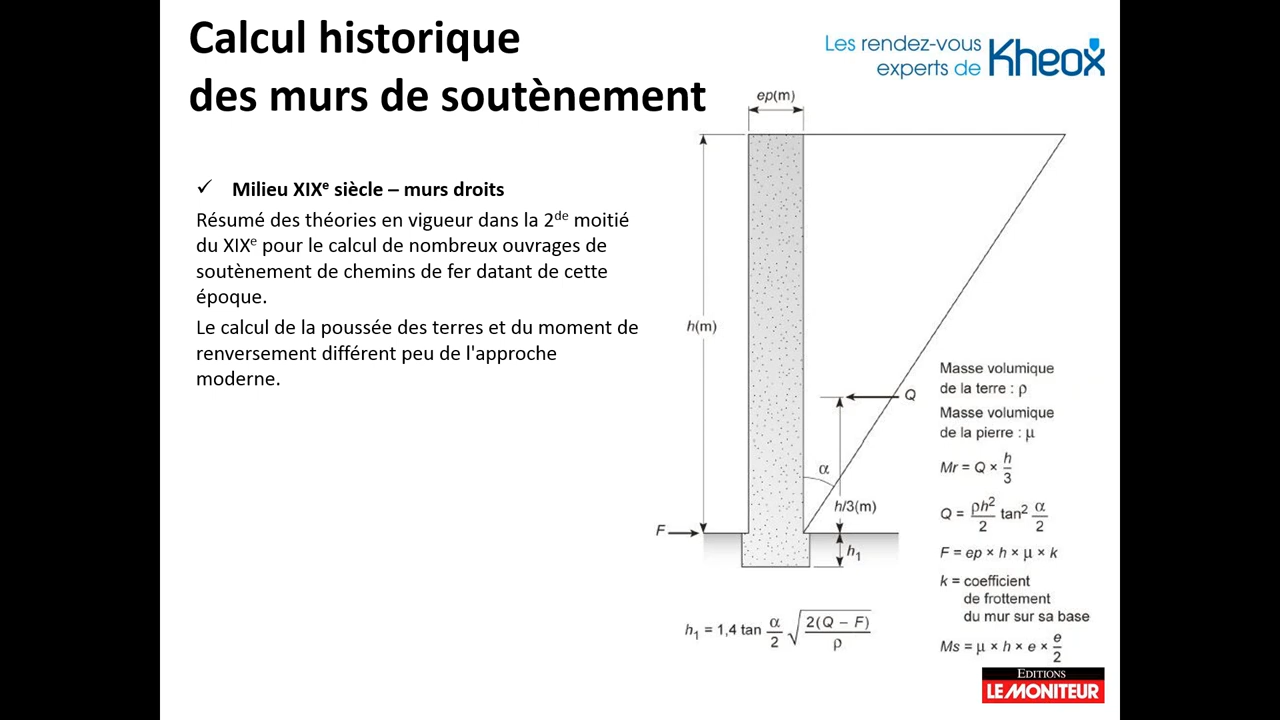 Calcul historique
des murs de soutènement
Les rendez-vous
experts de Kheox
✓ Milieu XIXe siècle – murs droits
Résumé des théories en vigueur dans la 2de moitié
du XIXe pour le calcul de nombreux ouvrages de
soutènement de chemins de fer datant de cette
époque.
Le calcul de la poussée des terres et du moment de
renversement différent peu de l'approche
moderne.
ep(m)
h(m)
Q
α
h/3(m)
F
h₁
h₁ = 1,4 tan α/2 √(2(Q – F)/ρ)
Masse volumique
de la terre : ρ
Masse volumique
de la pierre : μ
Mr = Q × h/3
Q = ρh²/2 tan² α/2
F = ep × h × μ × k
k = coefficient
de frottement
du mur sur sa base
Ms = μ × h × e × e/2
EDITIONS
LE MONITEUR